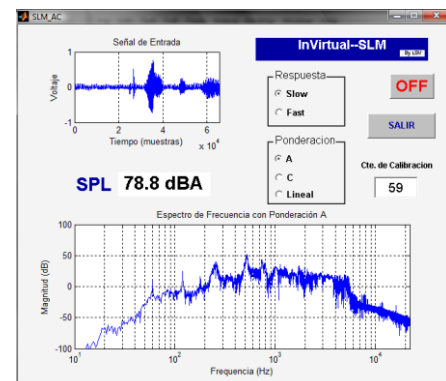 SLM_AC
Señal de Entrada
InVirtual--SLM
Voltaje
1
0
-1
0
2
4
6
Tiempo (muestras)
x 10^4
Respuesta
Slow
Fast
OFF
SALIR
Ponderacion
A
C
Lineal
Cte. de Calibracion
59
SPL 78.8 dBA
Espectro de Frecuencia con Ponderación A
Magnitud (dB)
100
50
0
-50
-100
10^1
10^2
10^3
10^4
Frecuencia (Hz)